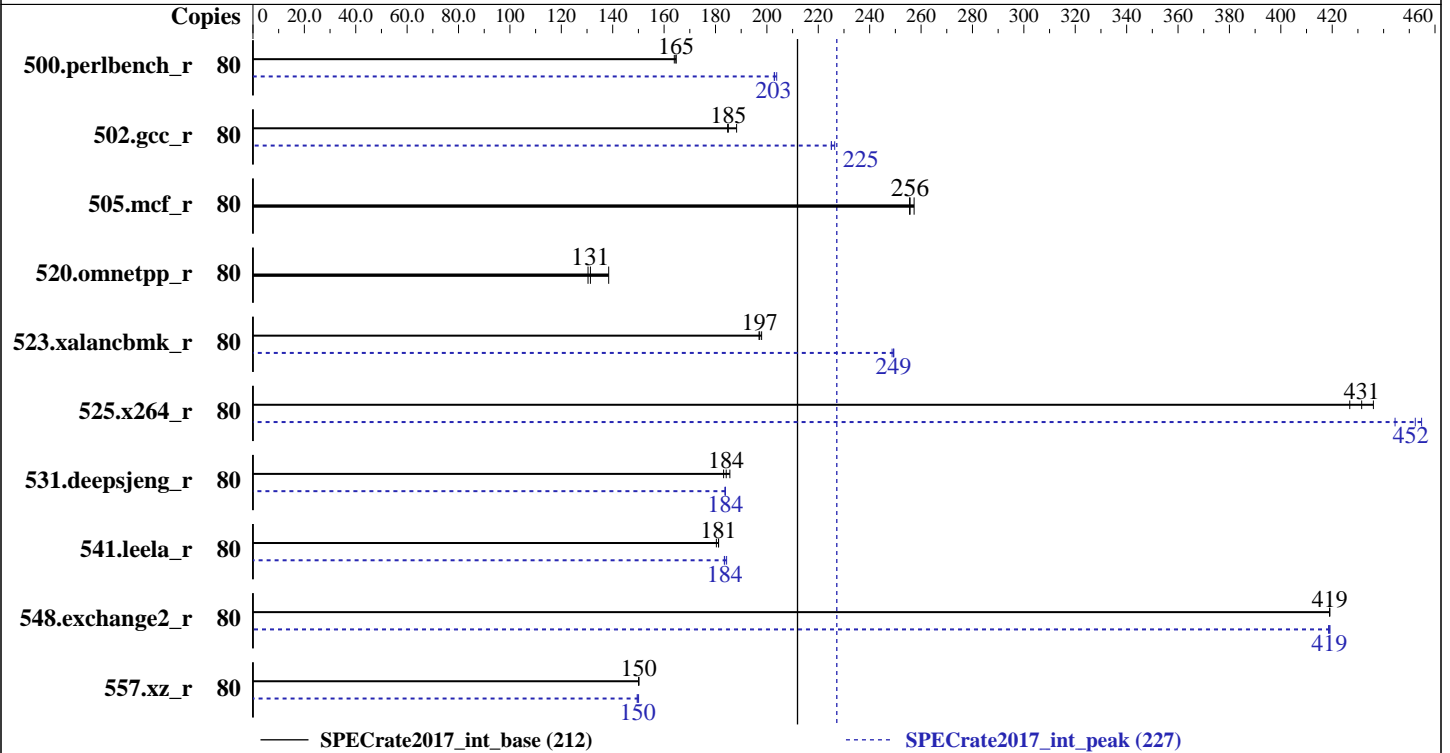 Copies 0 20.0 40.0 60.0 80.0 100 120 140 160 180 200 220 240 260 280 300 320 340 360 380 400 420 460
165
500.perlbench_r 80
203
185
502.gcc_r 80
225
256
505.mcf_r 80
131
520.omnetpp_r 80
197
523.xalancbmk_r 80
249
431
525.x264_r 80
452
184
531.deepsjeng_r 80
184
181
541.leela_r 80
184
419
548.exchange2_r 80
419
150
557.xz_r 80
150
SPECrate2017_int_base (212) SPECrate2017_int_peak (227)